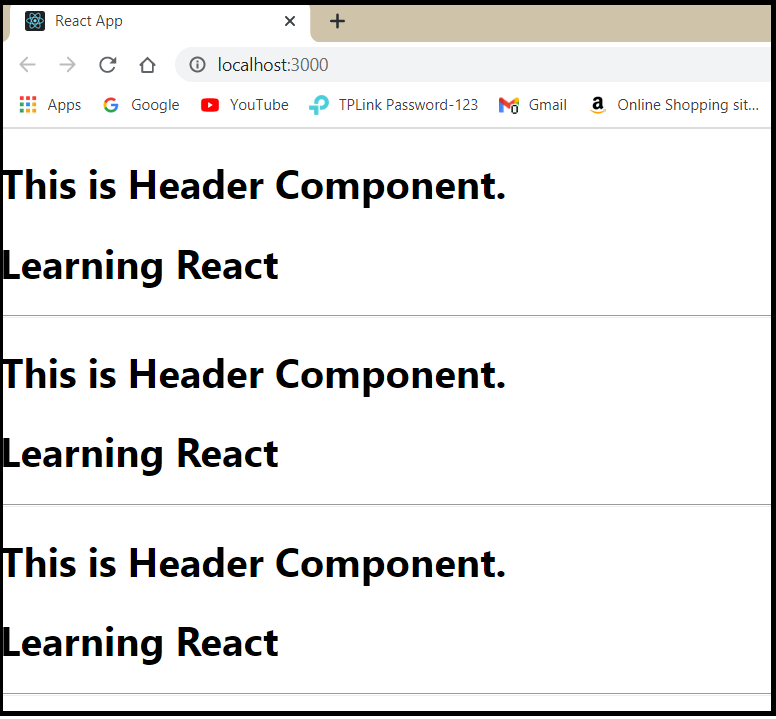 React App
localhost:3000
Apps Google YouTube TPLink Password-123 Gmail Online Shopping sit...
This is Header Component.
Learning React
This is Header Component.
Learning React
This is Header Component.
Learning React